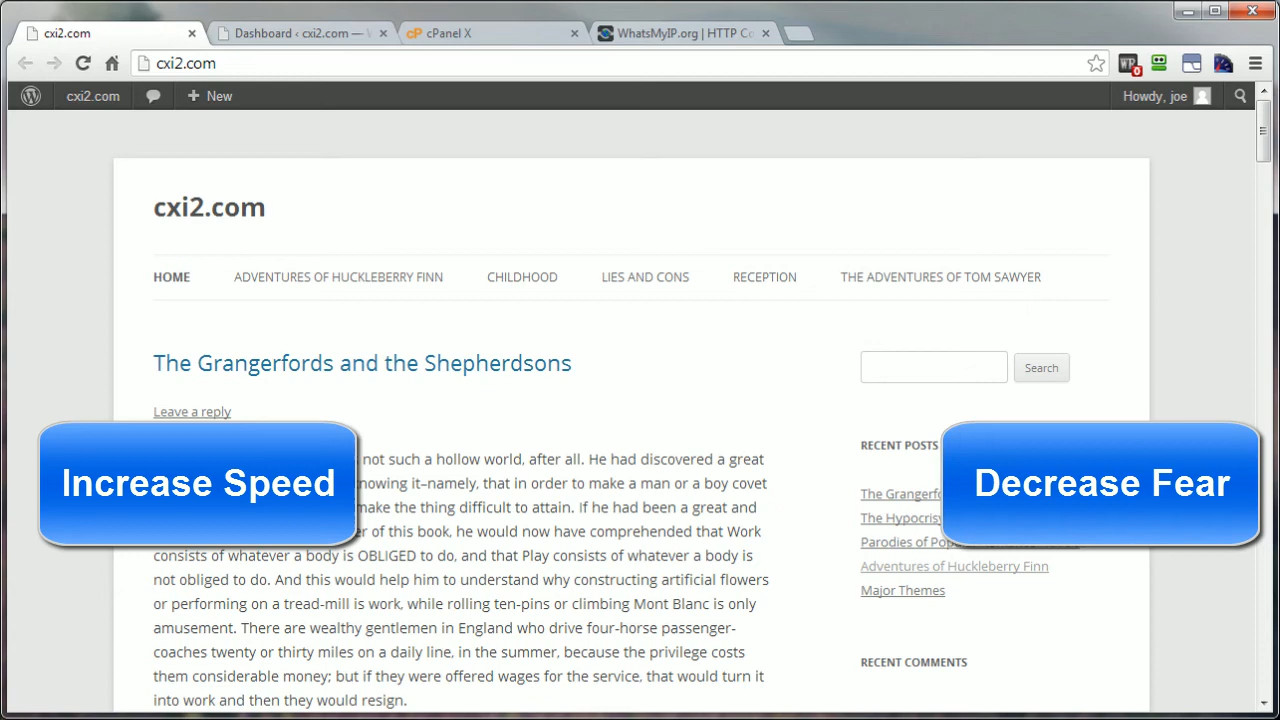 cxi2.com
Dashboard ‹ cxi2.com —
cPanel X
WhatsMyIP.org | HTTP
cxi2.com
cxi2.com
New
Howdy, joe
cxi2.com
HOME ADVENTURES OF HUCKLEBERRY FINN CHILDHOOD LIES AND CONS RECEPTION THE ADVENTURES OF TOM SAWYER
The Grangerfords and the Shepherdsons
Search
Leave a reply
not such a hollow world, after all. He had discovered a great
that in order to make a man or a boy covet
make the thing difficult to attain. If he had been a great and
of this book, he would now have comprehended that Work
consists of whatever a body is OBLIGED to do, and that Play consists of whatever a body is
not obliged to do. And this would help him to understand why constructing artificial flowers
or performing on a tread-mill is work, while rolling ten-pins or climbing Mont Blanc is only
amusement. There are wealthy gentlemen in England who drive four-horse passenger-
coaches twenty or thirty miles on a daily line, in the summer, because the privilege costs
them considerable money; but if they were offered wages for the service, that would turn it
into work and then they would resign.
Increase Speed
RECENT POSTS
The
The
Parodies of
Adventures of Huckleberry Finn
Major Themes
Decrease Fear
RECENT COMMENTS